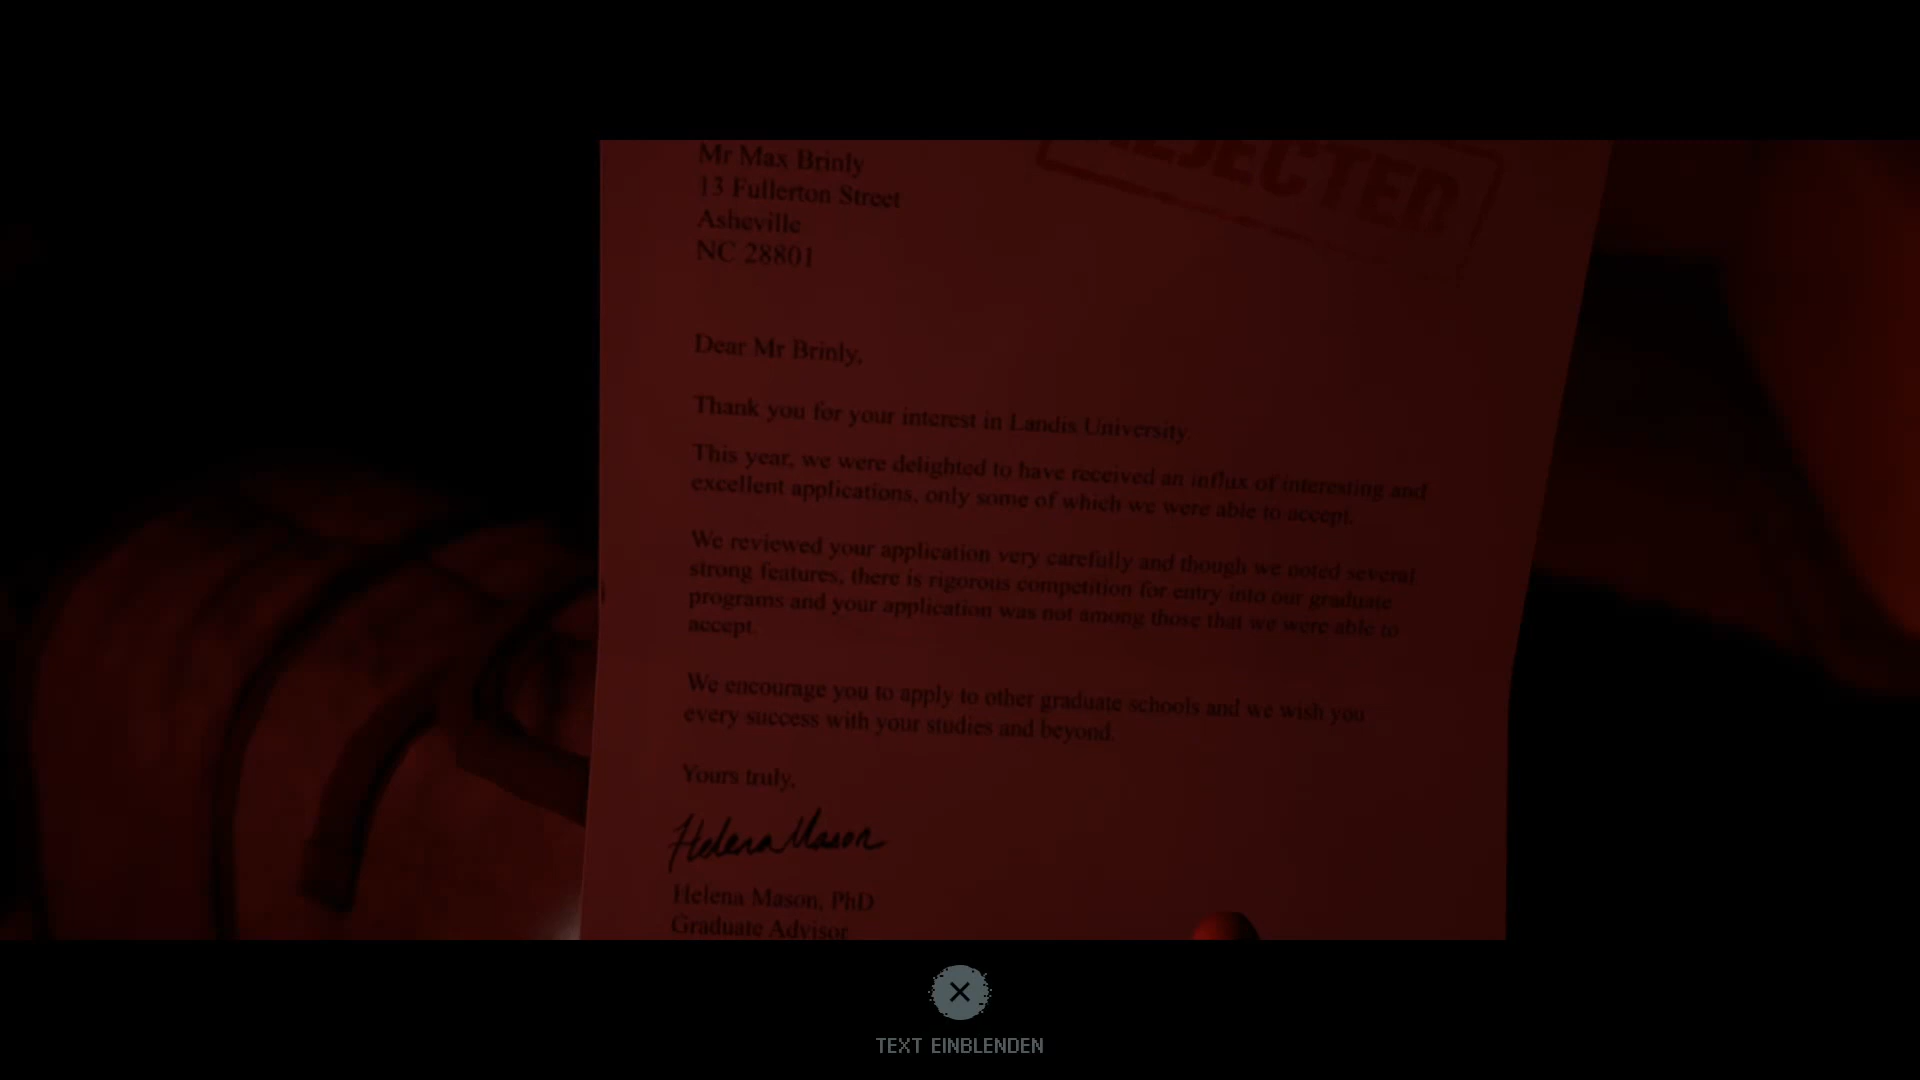 Mr Max Brinly
REJECTER
13 Fullerton Street
Asheville
NC 28801
Dear Mr Brinly,
Thank you for your interest in Landis University.
This year, we were delighted to have received an influx of interesting and
excellent applications, only some of which we were able to accept.
We reviewed your application very carefully and though we noted several
strong features, there is rigorous competition for entry into our graduate
programs and your application was not among those that we were able to
accept.
We encourage you to apply to other graduate schools and we wish you
every success with your studies and beyond.
Yours truly,
Helena Mason
Helena Mason, PhD
Graduate Advisor
TEXT EINBLENDEN